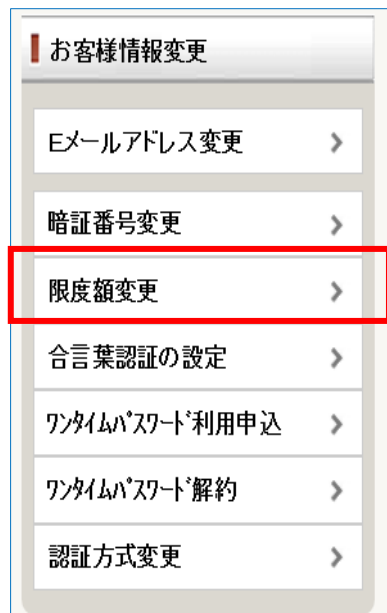 お客様情報変更
Eメールアドレス変更
暗証番号変更
限度額変更
合言葉認証の設定
ﾜﾝﾀｲﾑﾊﾟｽﾜｰﾄﾞ利用申込
ﾜﾝﾀｲﾑﾊﾟｽﾜｰﾄﾞ解約
認証方式変更